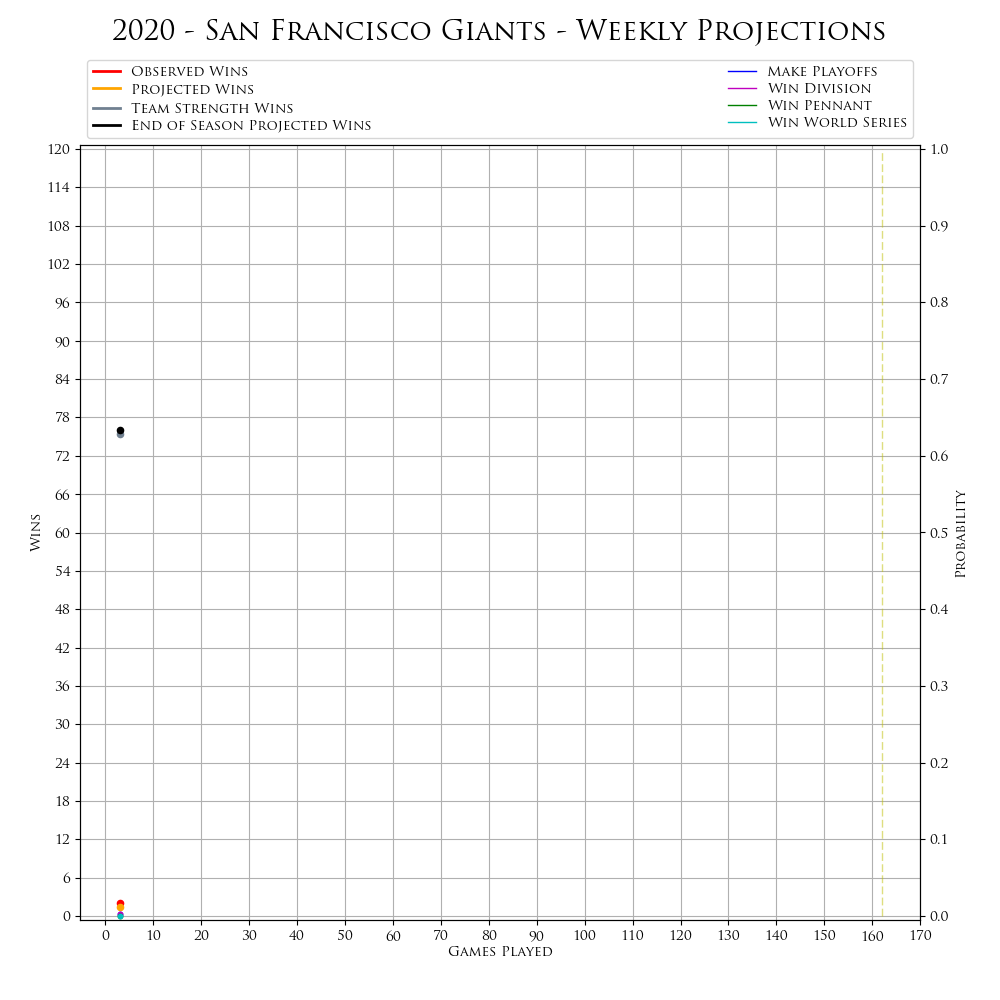 2020 - San Francisco Giants - Weekly Projections
Observed Wins
Projected Wins
Team Strength Wins
End of Season Projected Wins
Make Playoffs
Win Division
Win Pennant
Win World Series
120
114
108
102
96
90
84
78
72
66
60
54
48
42
36
30
24
18
12
6
0
Wins
1.0
0.9
0.8
0.7
0.6
0.5
0.4
0.3
0.2
0.1
0.0
Probability
0 10 20 30 40 50 60 70 80 90 100 110 120 130 140 150 160 170
Games Played